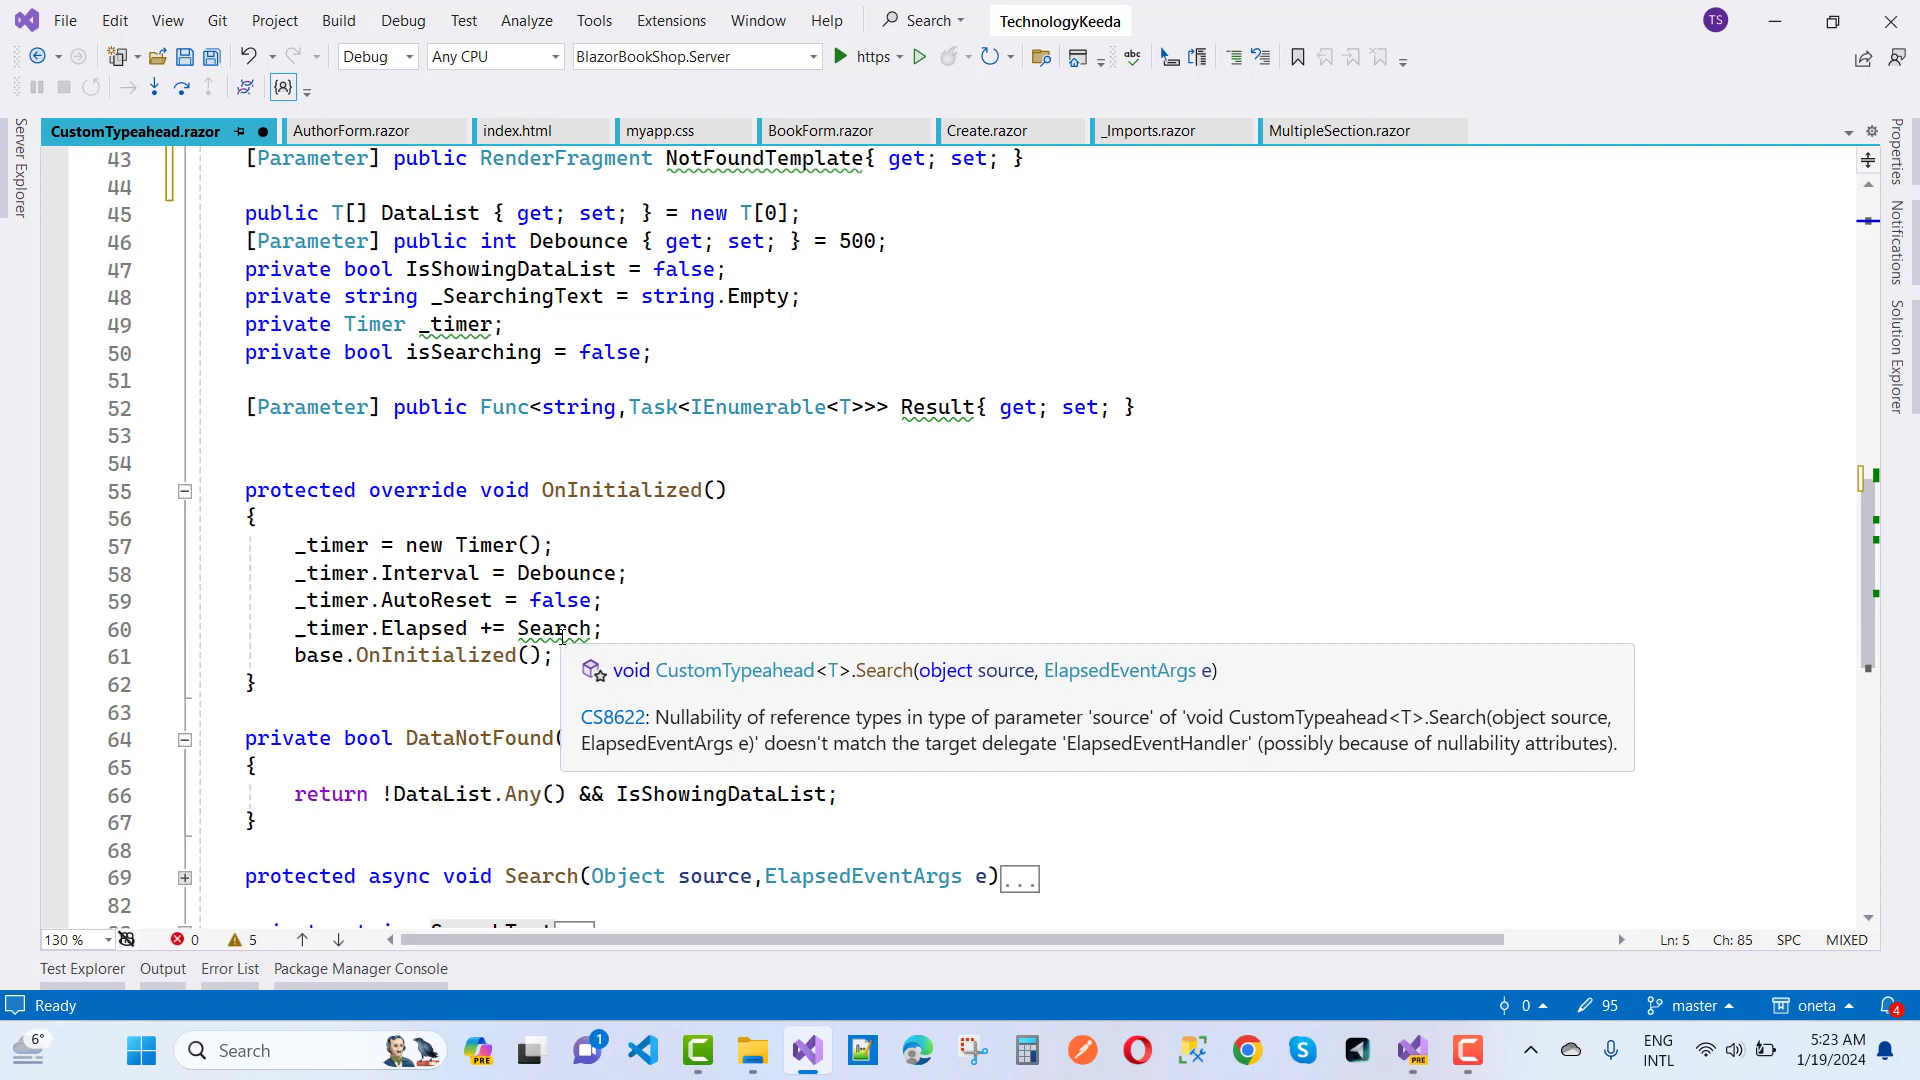 File Edit View Git Project Build Debug Test Analyze Tools Extensions Window Help Search TechnologyKeeda TS
Debug Any CPU BlazorBookShop.Server https abc
CustomTypeahead.razor AuthorForm.razor index.html myapp.css BookForm.razor Create.razor _Imports.razor MultipleSection.razor
Server Explorer
Properties
Notifications
Solution Explorer
43 [Parameter] public RenderFragment NotFoundTemplate{ get; set; }
44
45 public T[] DataList { get; set; } = new T[0];
46 [Parameter] public int Debounce { get; set; } = 500;
47 private bool IsShowingDataList = false;
48 private string _SearchingText = string.Empty;
49 private Timer _timer;
50 private bool isSearching = false;
51
52 [Parameter] public Func<string,Task<IEnumerable<T>>> Result{ get; set; }
53
54
55 protected override void OnInitialized()
56 {
57 _timer = new Timer();
58 _timer.Interval = Debounce;
59 _timer.AutoReset = false;
60 _timer.Elapsed += Search;
61 base.OnInitialized();
62 }
63
64 private bool DataNotFound(
65 {
66 return !DataList.Any() && IsShowingDataList;
67 }
68
69 protected async void Search(Object source,ElapsedEventArgs e)...
82
void CustomTypeahead<T>.Search(object source, ElapsedEventArgs e)
CS8622: Nullability of reference types in type of parameter 'source' of 'void CustomTypeahead<T>.Search(object source,
ElapsedEventArgs e)' doesn't match the target delegate 'ElapsedEventHandler' (possibly because of nullability attributes).
130 % 0 5 Ln: 5 Ch: 85 SPC MIXED
Test Explorer Output Error List Package Manager Console
Ready 0 95 master oneta 4
6° Search PRE 1 PRE ENG INTL 5:23 AM
1/19/2024